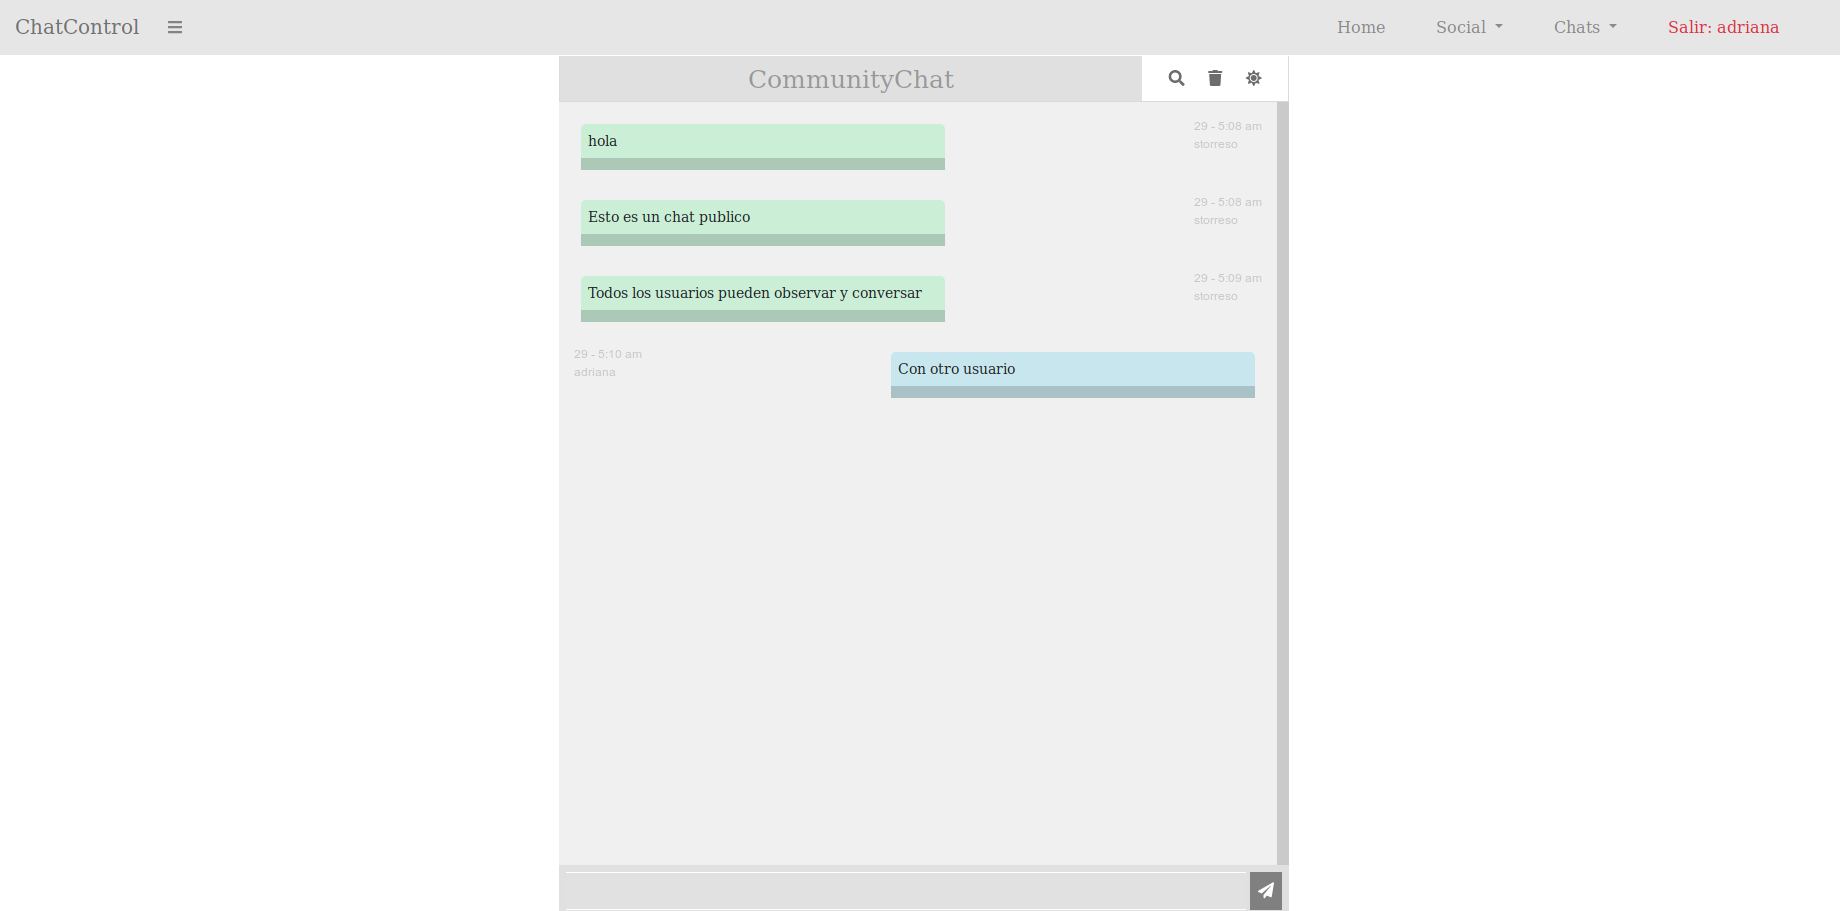 ChatControl
Home Social Chats Salir: adriana
CommunityChat
hola
29 - 5:08 am
storreso
Esto es un chat publico
29 - 5:08 am
storreso
Todos los usuarios pueden observar y conversar
29 - 5:09 am
storreso
29 - 5:10 am
adriana
Con otro usuario